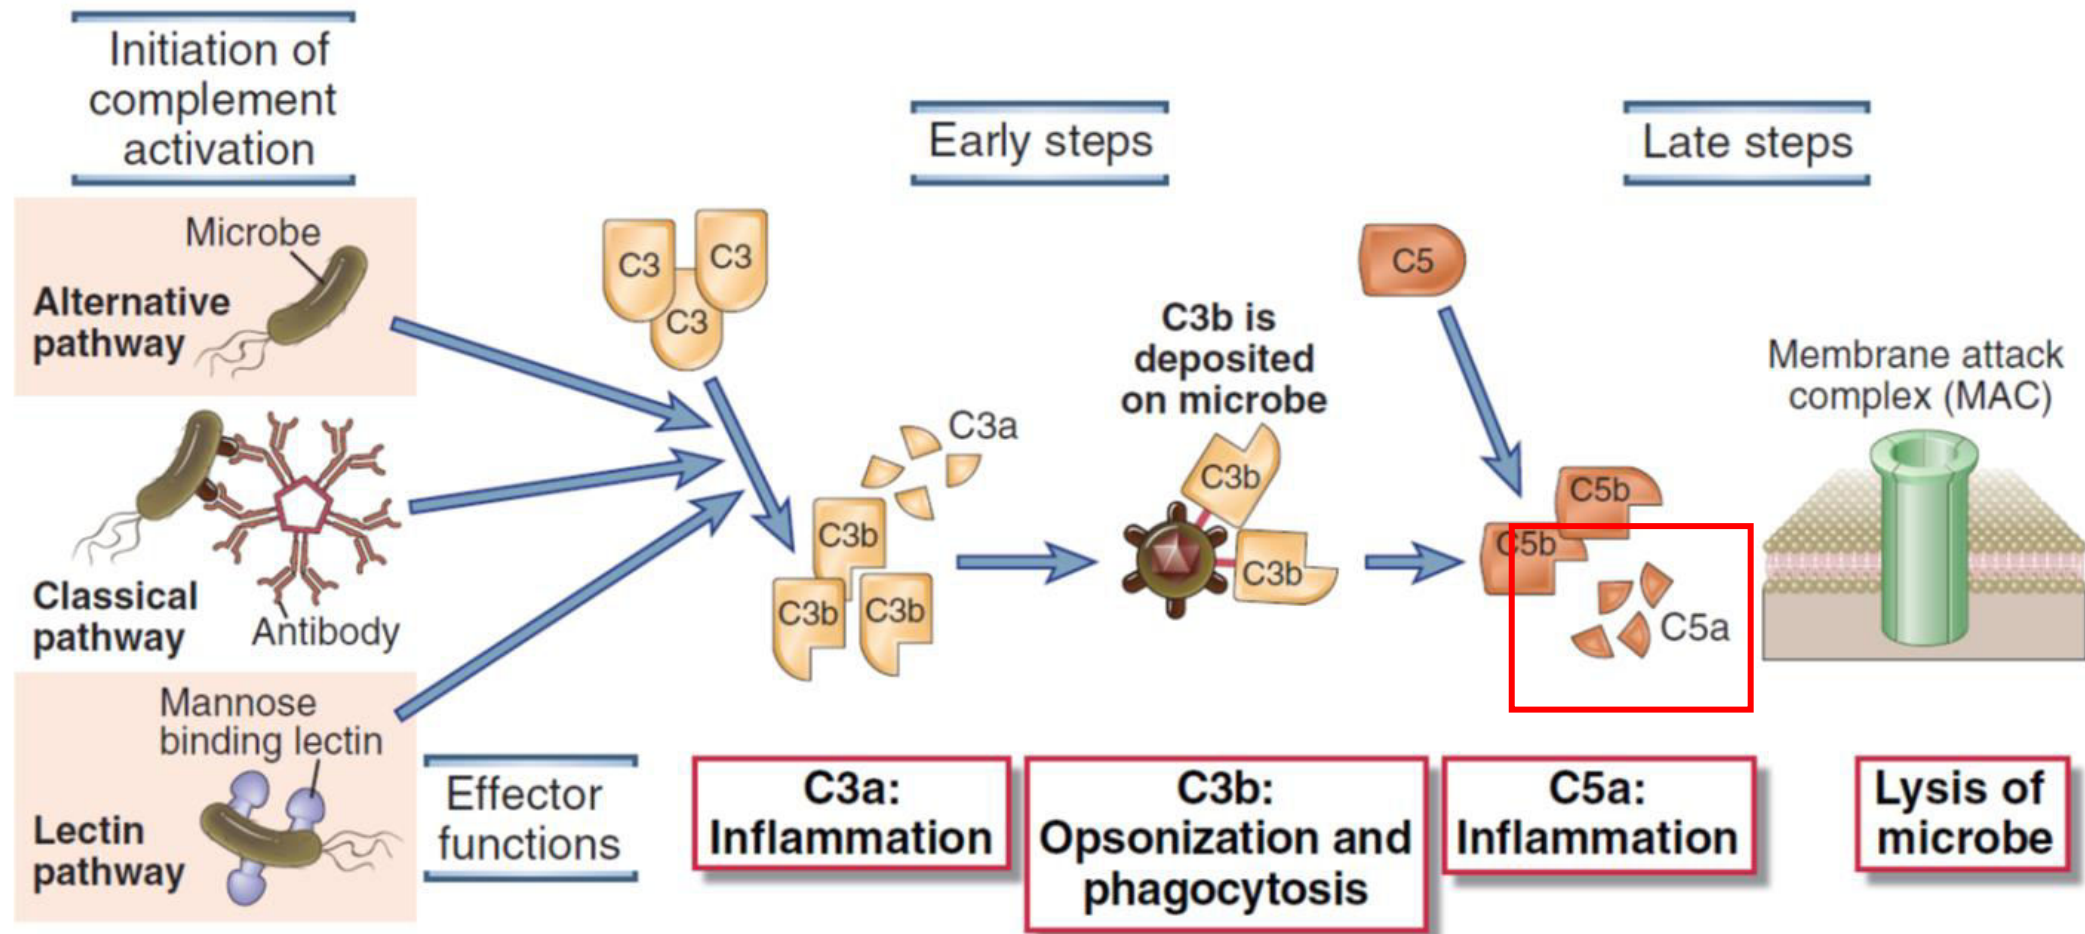 Initiation of
complement
activation
Early steps
Late steps
Microbe
Alternative
pathway
C3
C3
C3
C5
C3b is
deposited
on microbe
Membrane attack
complex (MAC)
C3a
C3b
C3b
C3b
C3b
C3b
C5b
C5b
C5a
Classical
pathway
Antibody
Mannose
binding lectin
Lectin
pathway
Effector
functions
C3a:
Inflammation
C3b:
Opsonization and
phagocytosis
C5a:
Inflammation
Lysis of
microbe